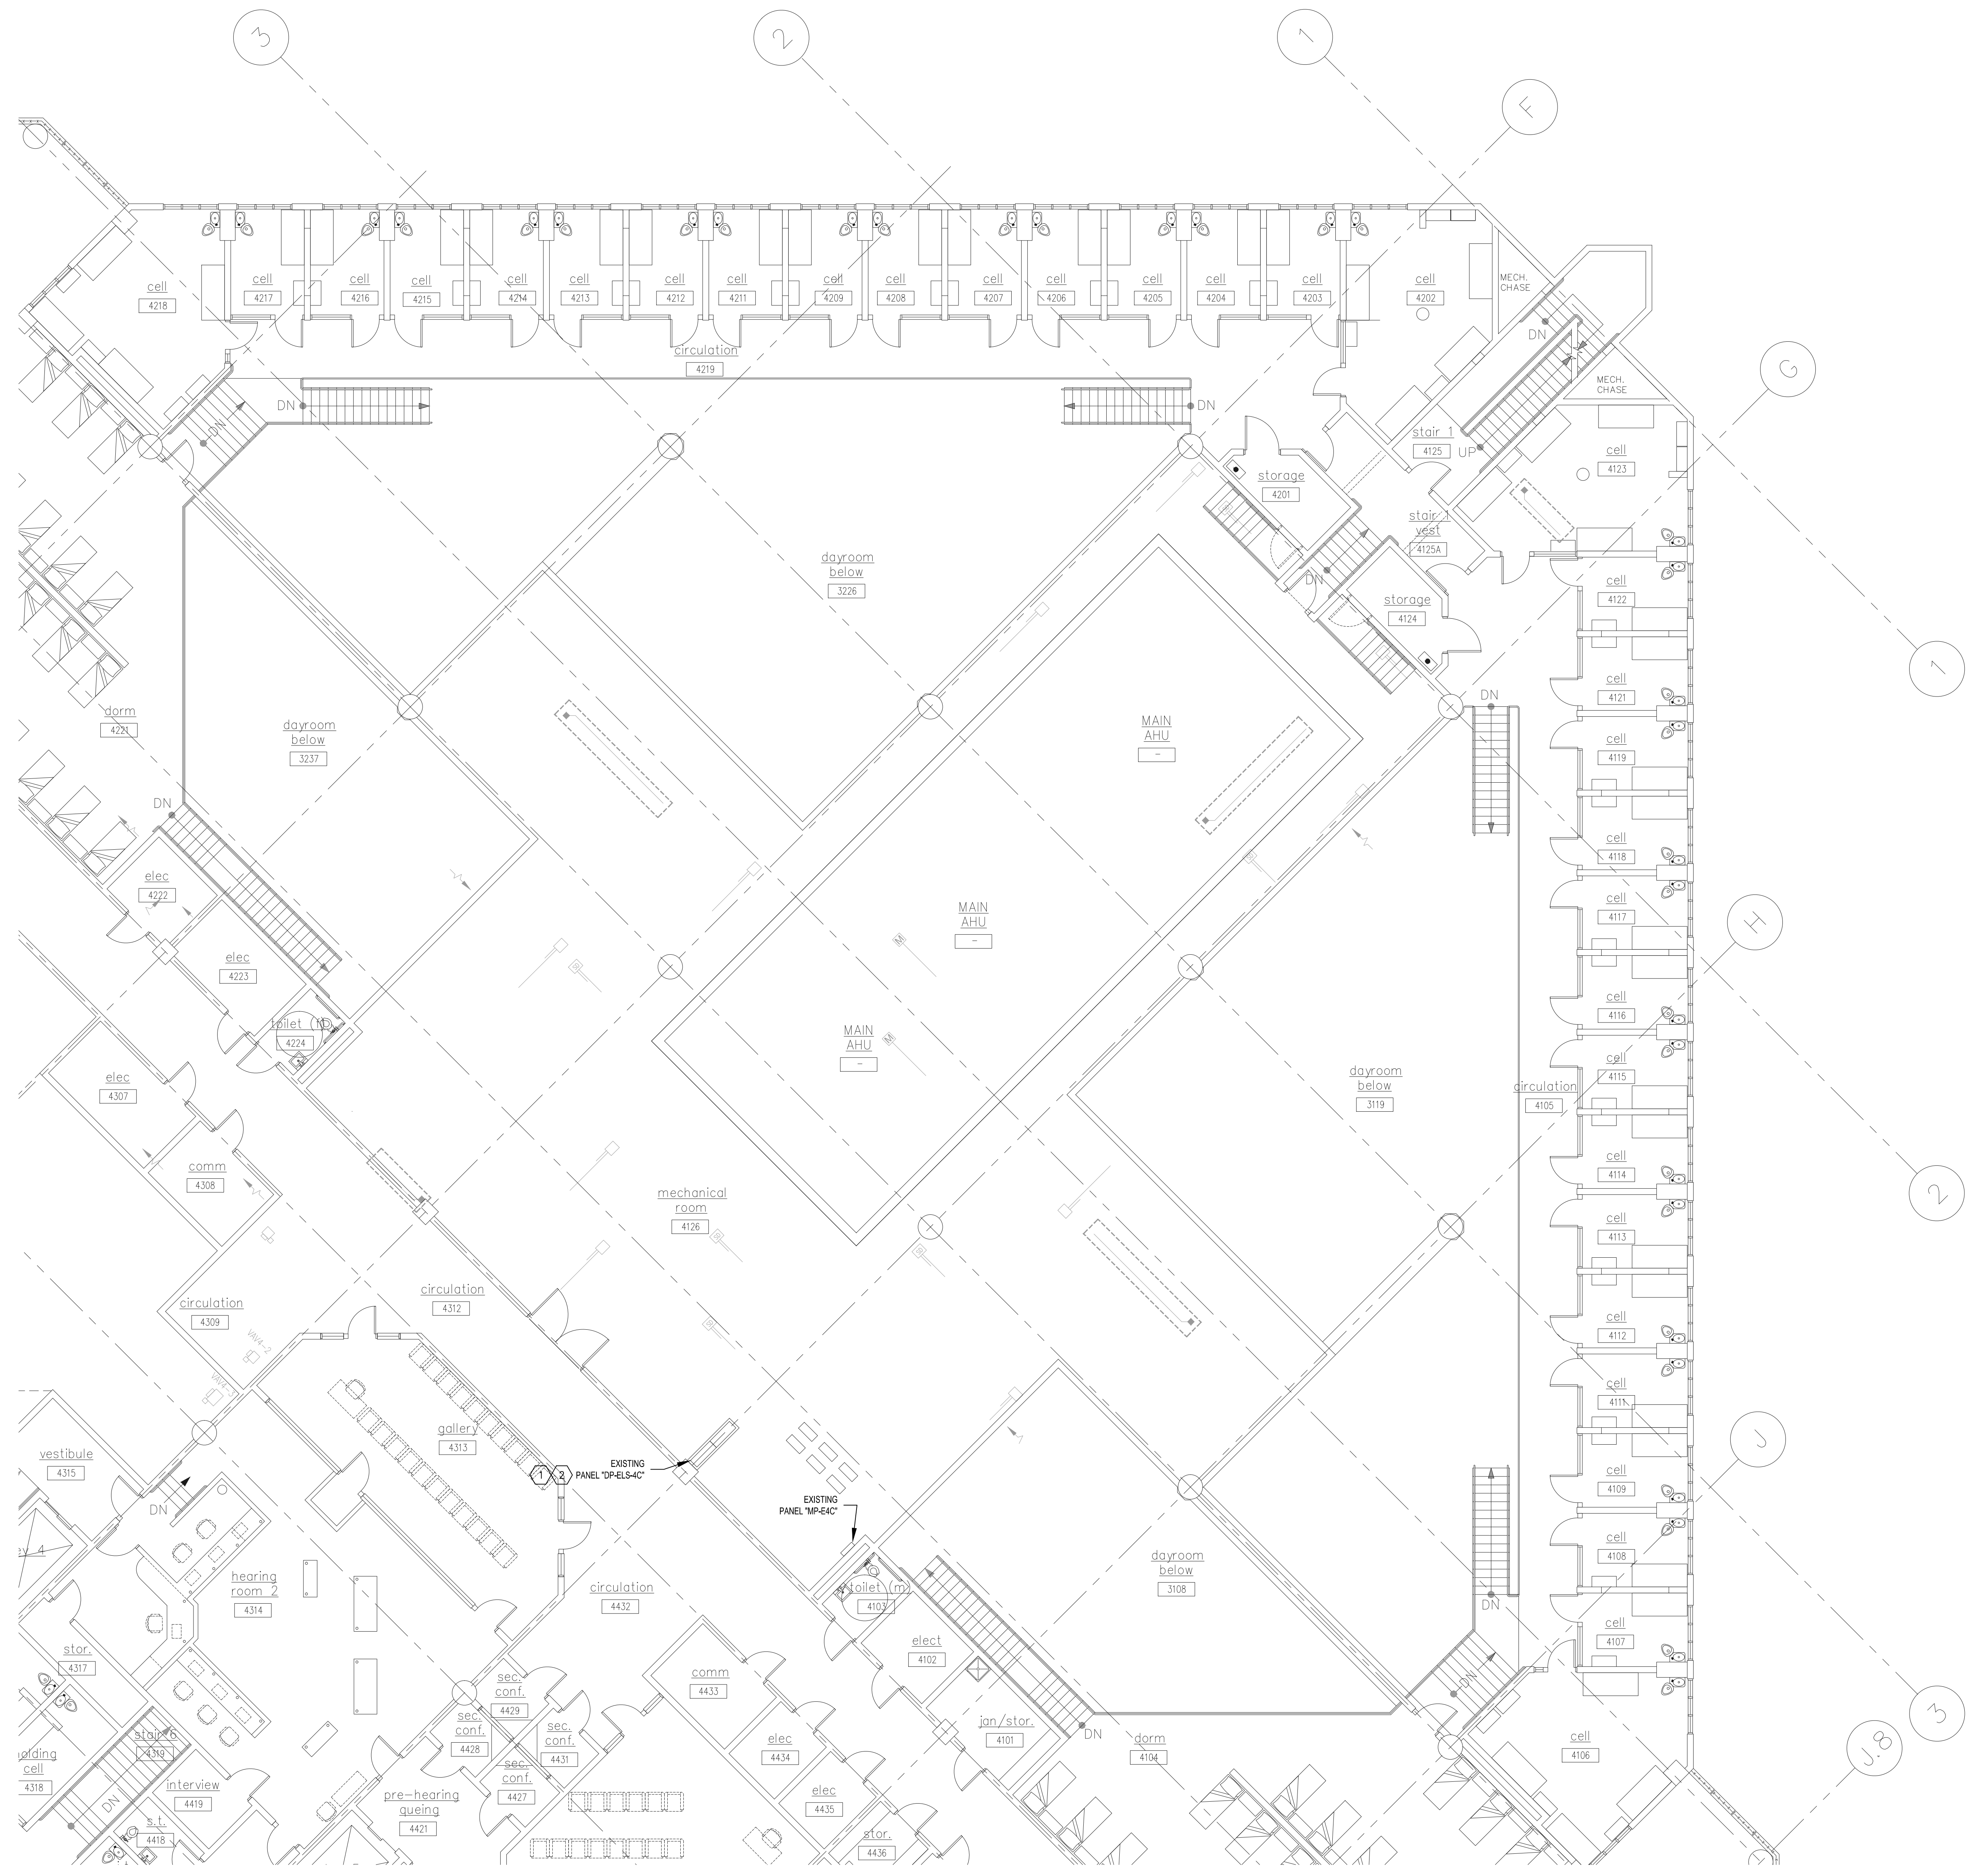 3
2
1
F
cell
4218
cell
4217
cell
4216
cell
4215
cell
4214
cell
4213
cell
4212
cell
4211
cell
4209
cell
4208
cell
4207
cell
4206
cell
4205
cell
4204
cell
4203
cell
4202
MECH.
CHASE
DN
MECH.
CHASE
G
circulation
4219
DN
DN
DN
stair 1
4125
UP
cell
4123
storage
4201
stair 1
vest
4125A
DN
storage
4124
dayroom
below
3226
cell
4122
1
cell
4121
DN
dorm
4221
dayroom
below
3237
MAIN
AHU
-
cell
4119
DN
cell
4118
elec
4222
MAIN
AHU
-
cell
4117
H
elec
4223
M
cell
4116
toilet (f)
4224
MAIN
AHU
-
M
cell
4115
elec
4307
dayroom
below
3119
circulation
4105
comm
4308
cell
4114
2
mechanical
room
4126
cell
4113
circulation
4309
circulation
4312
VAV4-2
cell
4112
VAV4-3
cell
4111
J
gallery
4313
vestibule
4315
1
2
EXISTING
PANEL "DP-ELS-4C"
EXISTING
PANEL "MP-E4C"
cell
4109
DN
cell
4108
dayroom
below
3108
hearing
room 2
4314
circulation
4432
toilet (m)
4103
DN
cell
4107
elect
4102
stor.
4317
comm
4433
sec.
conf.
4429
DN
sec.
conf.
4428
sec.
conf.
4431
jan/stor.
4101
DN
3
stair 6
4319
elec
4434
dorm
4104
cell
4106
J.8
cell
4318
interview
4419
sec.
conf.
4427
pre-hearing
queing
4421
elec
4435
DN
s.t.
4418
stor.
4436